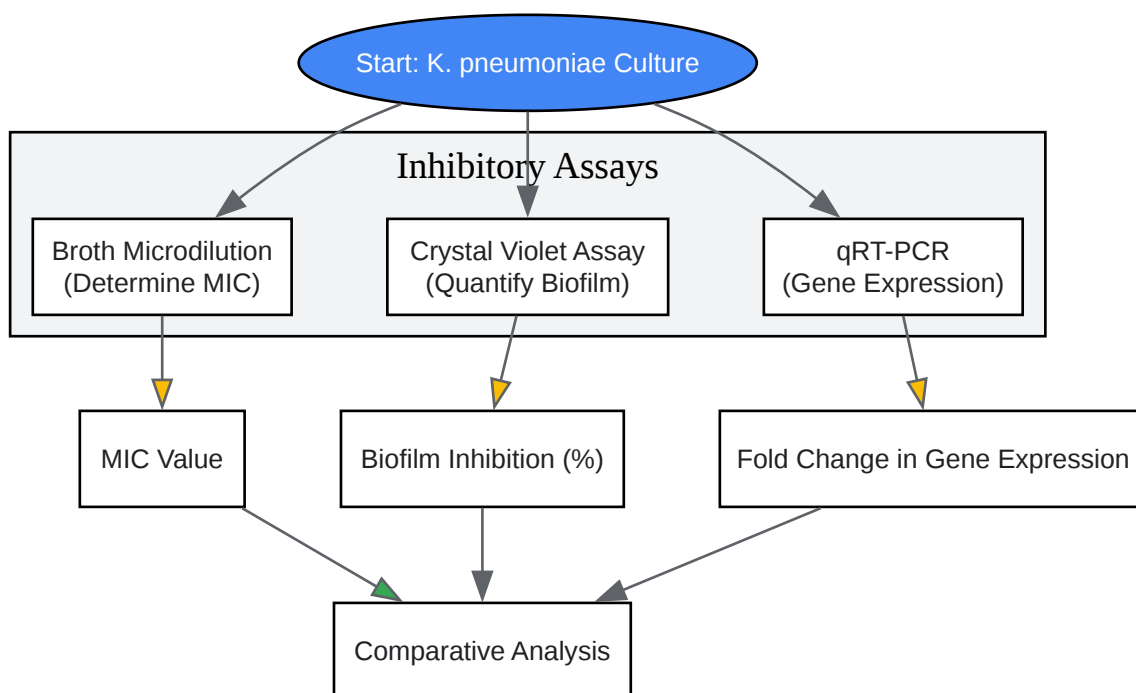 Start: K. pneumoniae Culture
Inhibitory Assays
Broth Microdilution
(Determine MIC)
Crystal Violet Assay
(Quantify Biofilm)
qRT-PCR
(Gene Expression)
MIC Value
Biofilm Inhibition (%)
Fold Change in Gene Expression
Comparative Analysis